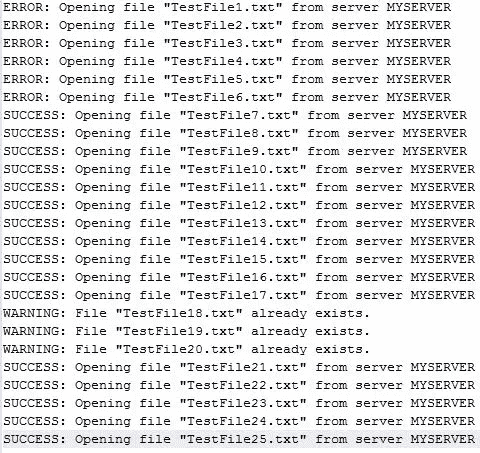 ERROR: Opening file "TestFile1.txt" from server MYSERVER
ERROR: Opening file "TestFile2.txt" from server MYSERVER
ERROR: Opening file "TestFile3.txt" from server MYSERVER
ERROR: Opening file "TestFile4.txt" from server MYSERVER
ERROR: Opening file "TestFile5.txt" from server MYSERVER
ERROR: Opening file "TestFile6.txt" from server MYSERVER
SUCCESS: Opening file "TestFile7.txt" from server MYSERVER
SUCCESS: Opening file "TestFile8.txt" from server MYSERVER
SUCCESS: Opening file "TestFile9.txt" from server MYSERVER
SUCCESS: Opening file "TestFile10.txt" from server MYSERVER
SUCCESS: Opening file "TestFile11.txt" from server MYSERVER
SUCCESS: Opening file "TestFile12.txt" from server MYSERVER
SUCCESS: Opening file "TestFile13.txt" from server MYSERVER
SUCCESS: Opening file "TestFile14.txt" from server MYSERVER
SUCCESS: Opening file "TestFile15.txt" from server MYSERVER
SUCCESS: Opening file "TestFile16.txt" from server MYSERVER
SUCCESS: Opening file "TestFile17.txt" from server MYSERVER
WARNING: File "TestFile18.txt" already exists.
WARNING: File "TestFile19.txt" already exists.
WARNING: File "TestFile20.txt" already exists.
SUCCESS: Opening file "TestFile21.txt" from server MYSERVER
SUCCESS: Opening file "TestFile22.txt" from server MYSERVER
SUCCESS: Opening file "TestFile23.txt" from server MYSERVER
SUCCESS: Opening file "TestFile24.txt" from server MYSERVER
SUCCESS: Opening file "TestFile25.txt" from server MYSERVER